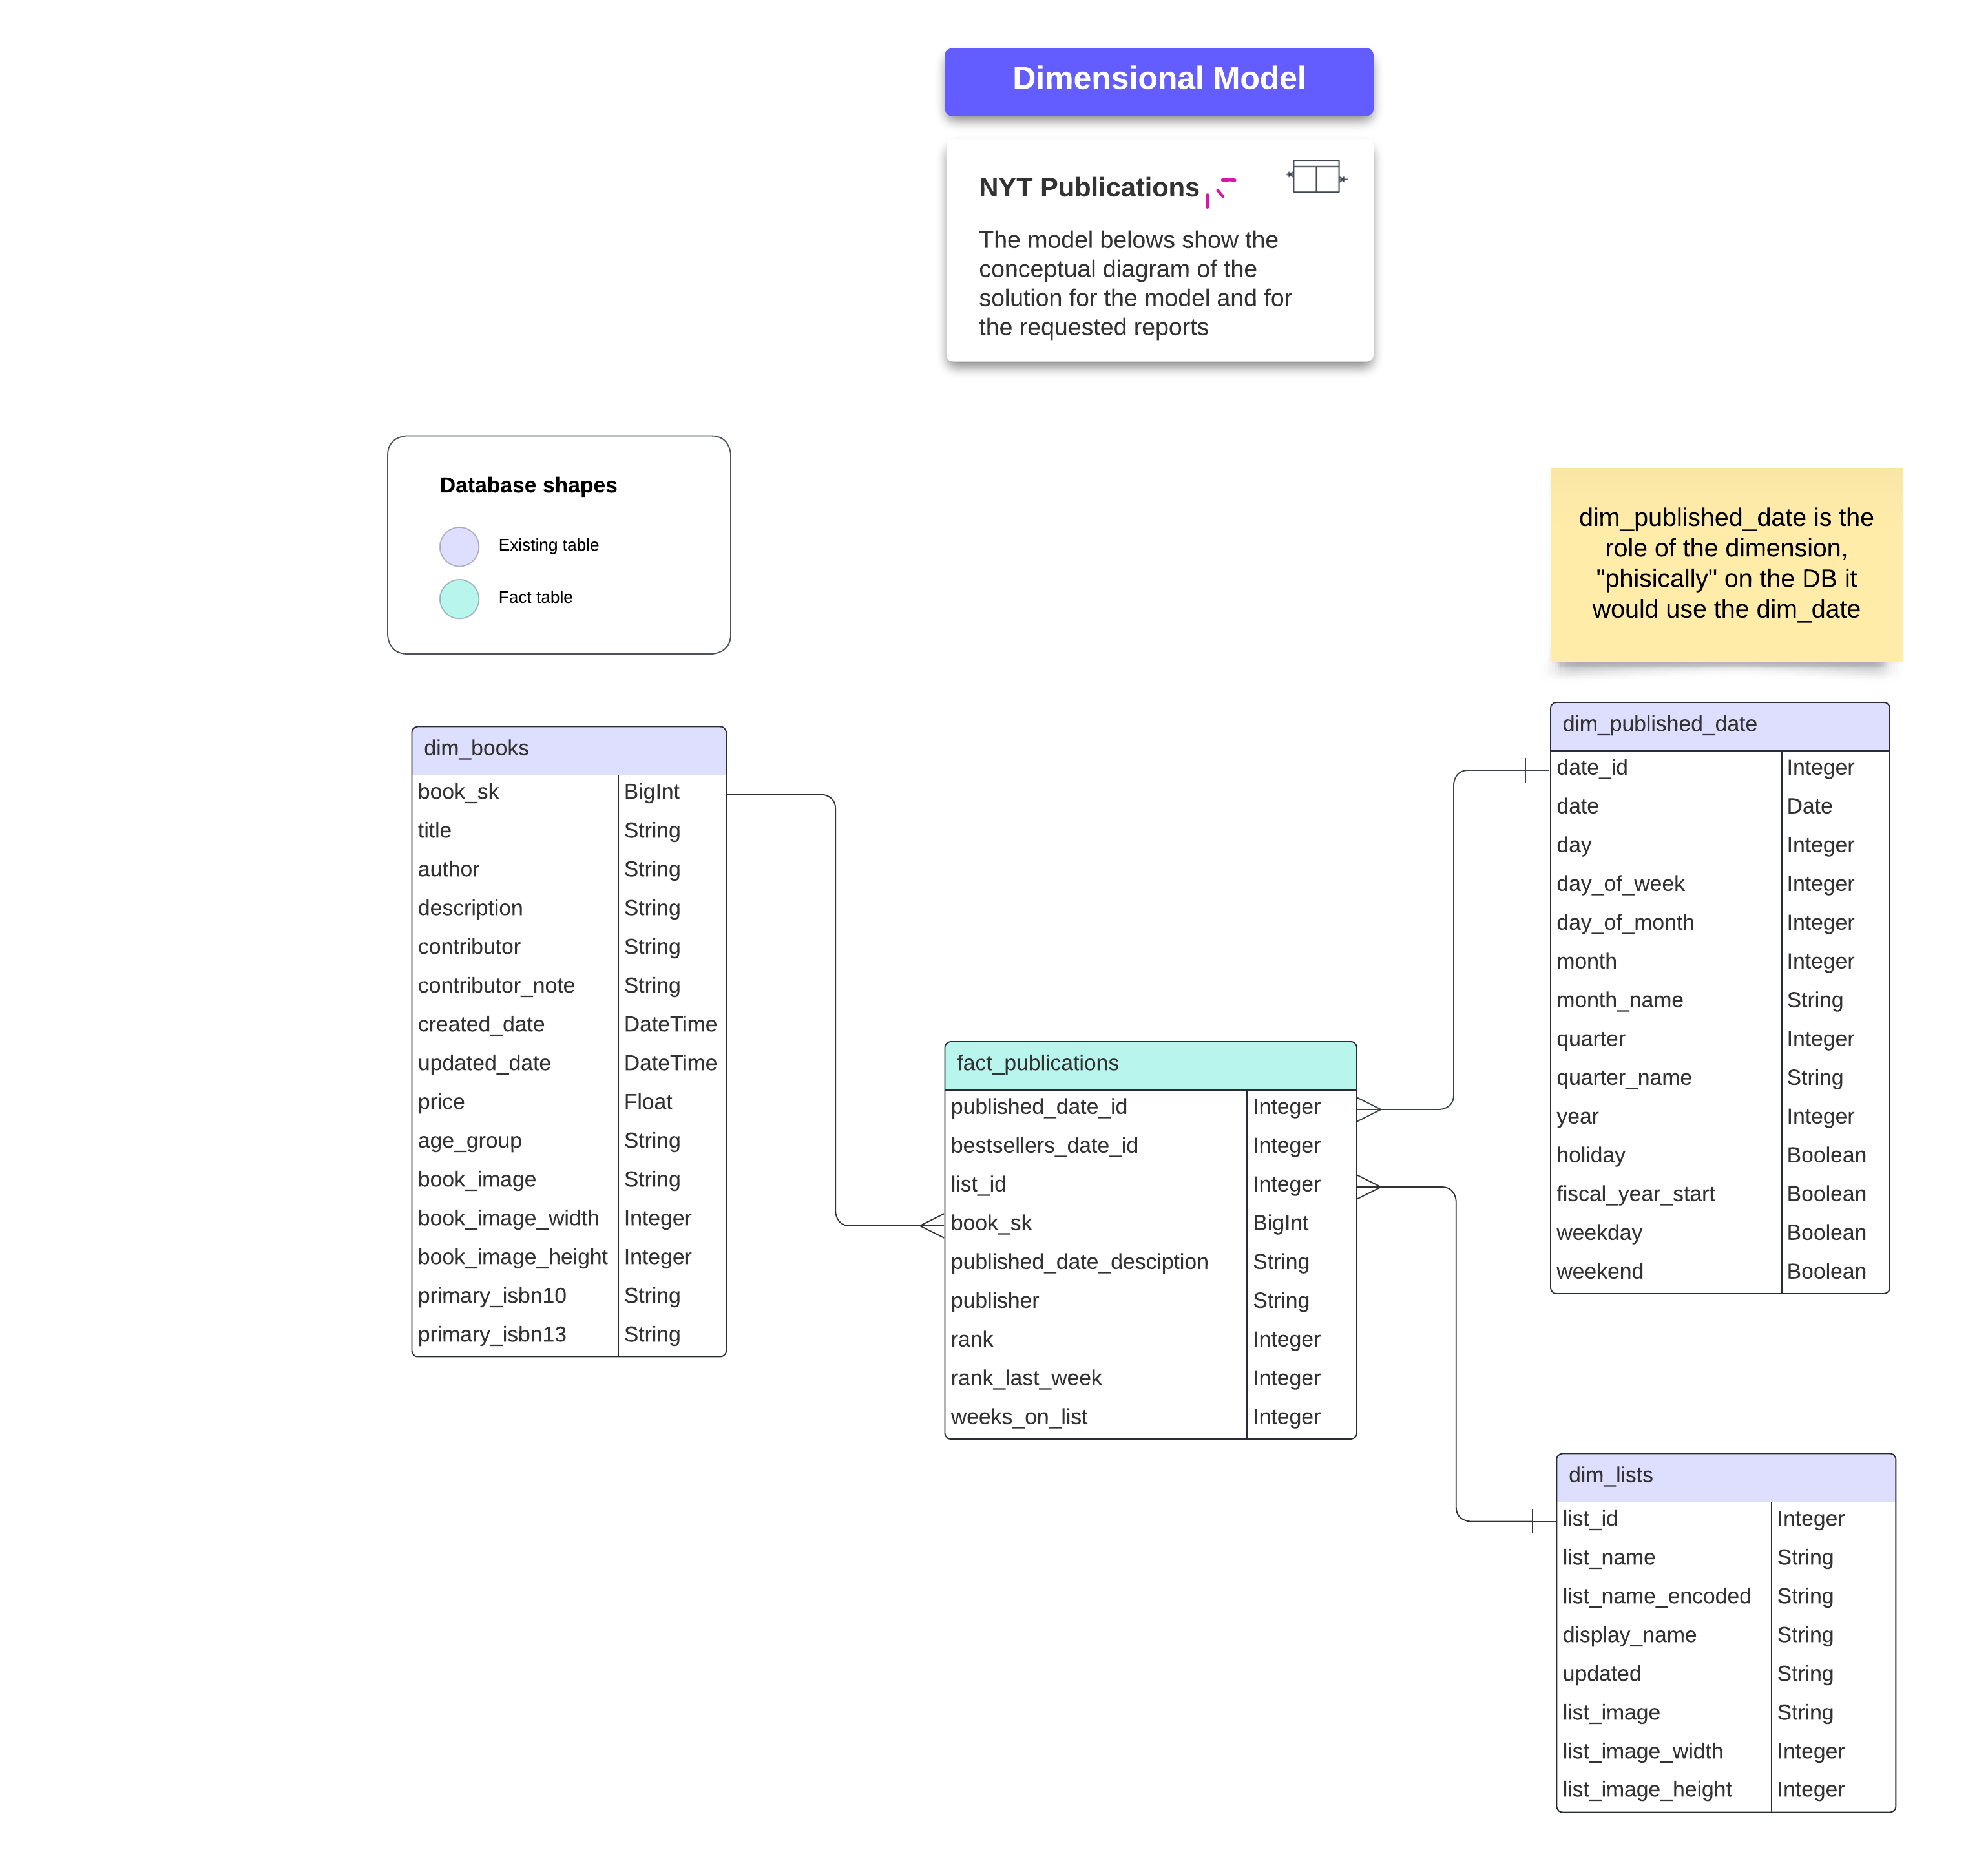 Dimensional Model
NYT Publications
The model belows show the
conceptual diagram of the
solution for the model and for
the requested reports
Database shapes
Existing table
Fact table
dim_published_date is the
role of the dimension,
"phisically" on the DB it
would use the dim_date
dim_books
book_sk BigInt
title String
author String
description String
contributor String
contributor_note String
created_date DateTime
updated_date DateTime
price Float
age_group String
book_image String
book_image_width Integer
book_image_height Integer
primary_isbn10 String
primary_isbn13 String
fact_publications
published_date_id Integer
bestsellers_date_id Integer
list_id Integer
book_sk BigInt
published_date_desciption String
publisher String
rank Integer
rank_last_week Integer
weeks_on_list Integer
dim_published_date
date_id Integer
date Date
day Integer
day_of_week Integer
day_of_month Integer
month Integer
month_name String
quarter Integer
quarter_name String
year Integer
holiday Boolean
fiscal_year_start Boolean
weekday Boolean
weekend Boolean
dim_lists
list_id Integer
list_name String
list_name_encoded String
display_name String
updated String
list_image String
list_image_width Integer
list_image_height Integer